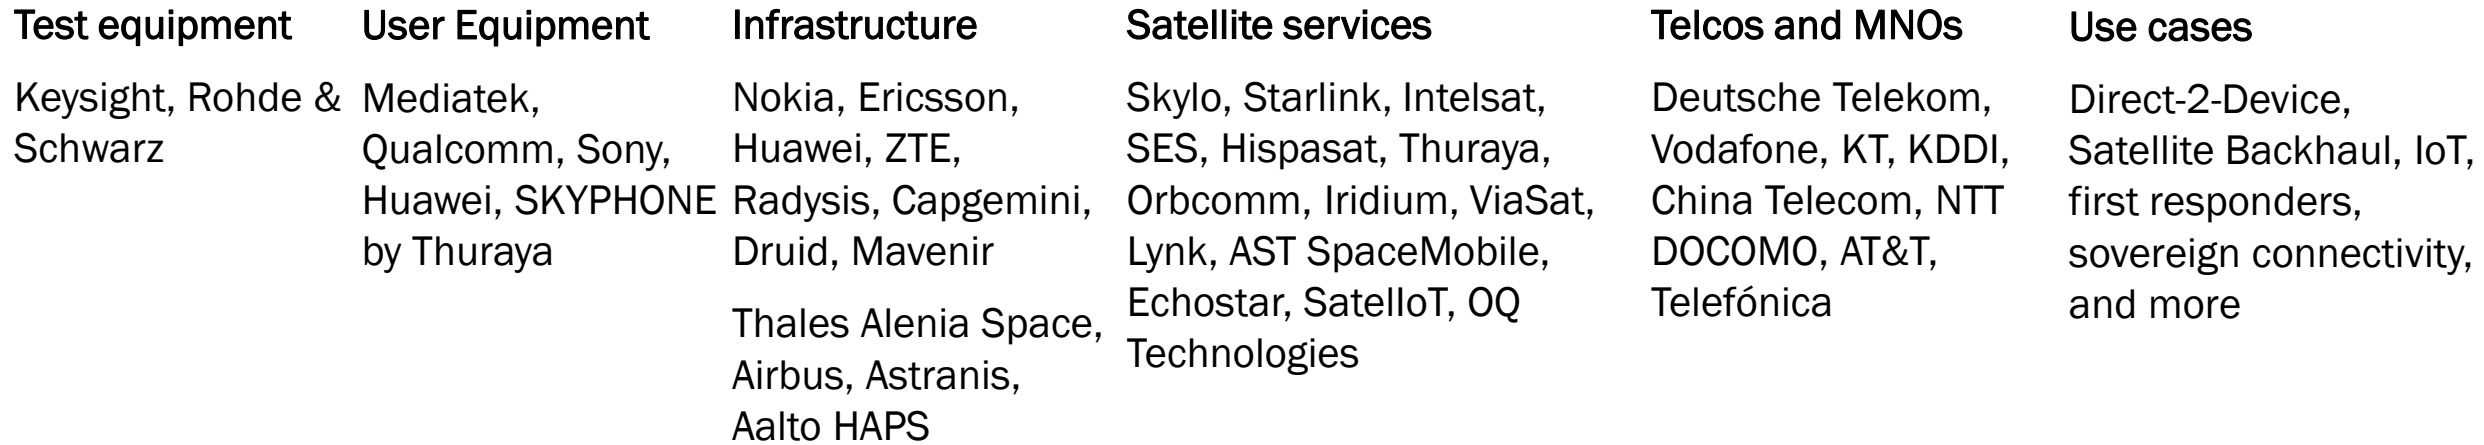 Test equipment
Keysight, Rohde &
Schwarz
User Equipment
Mediatek,
Qualcomm, Sony,
Huawei, SKYPHONE
by Thuraya
Infrastructure
Nokia, Ericsson,
Huawei, ZTE,
Radysis, Capgemini,
Druid, Mavenir
Thales Alenia Space,
Airbus, Astranis,
Aalto HAPS
Satellite services
Skylo, Starlink, Intelsat,
SES, Hispasat, Thuraya,
Orbcomm, Iridium, ViaSat,
Lynk, AST SpaceMobile,
Echostar, SatelIoT, OQ
Technologies
Telcos and MNOs
Deutsche Telekom,
Vodafone, KT, KDDI,
China Telecom, NTT
DOCOMO, AT&T,
Telefónica
Use cases
Direct-2-Device,
Satellite Backhaul, IoT,
first responders,
sovereign connectivity,
and more